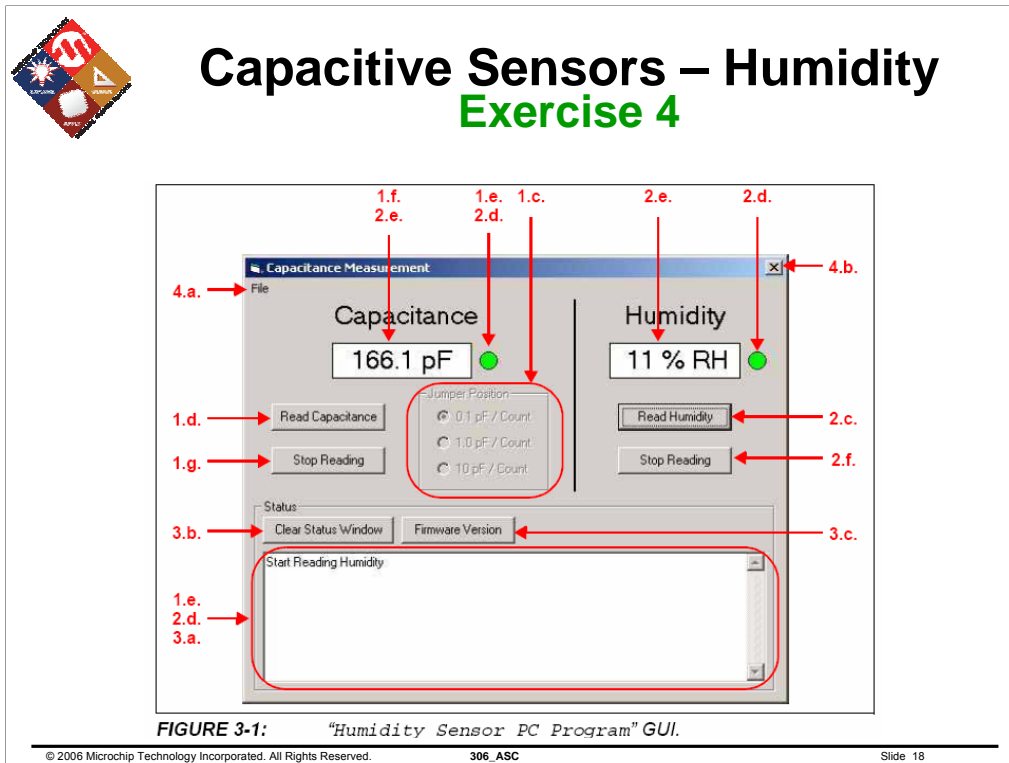 Capacitive Sensors – Humidity
Exercise 4
EXPLORE
DESIGN
APPLY
1.f.
2.e.
1.e.
2.d.
1.c.
2.e.
2.d.
Capacitance Measurement
4.b.
4.a.
File
Capacitance
Humidity
166.1 pF
11 % RH
Jumper Position
1.d.
Read Capacitance
0.1 pF / Count
Read Humidity
2.c.
1.0 pF / Count
1.g.
Stop Reading
10 pF / Count
Stop Reading
2.f.
Status
3.b.
Clear Status Window
Firmware Version
3.c.
Start Reading Humidity
1.e.
2.d.
3.a.
FIGURE 3-1: "Humidity Sensor PC Program" GUI.
© 2006 Microchip Technology Incorporated. All Rights Reserved.
306_ASC
Slide 18